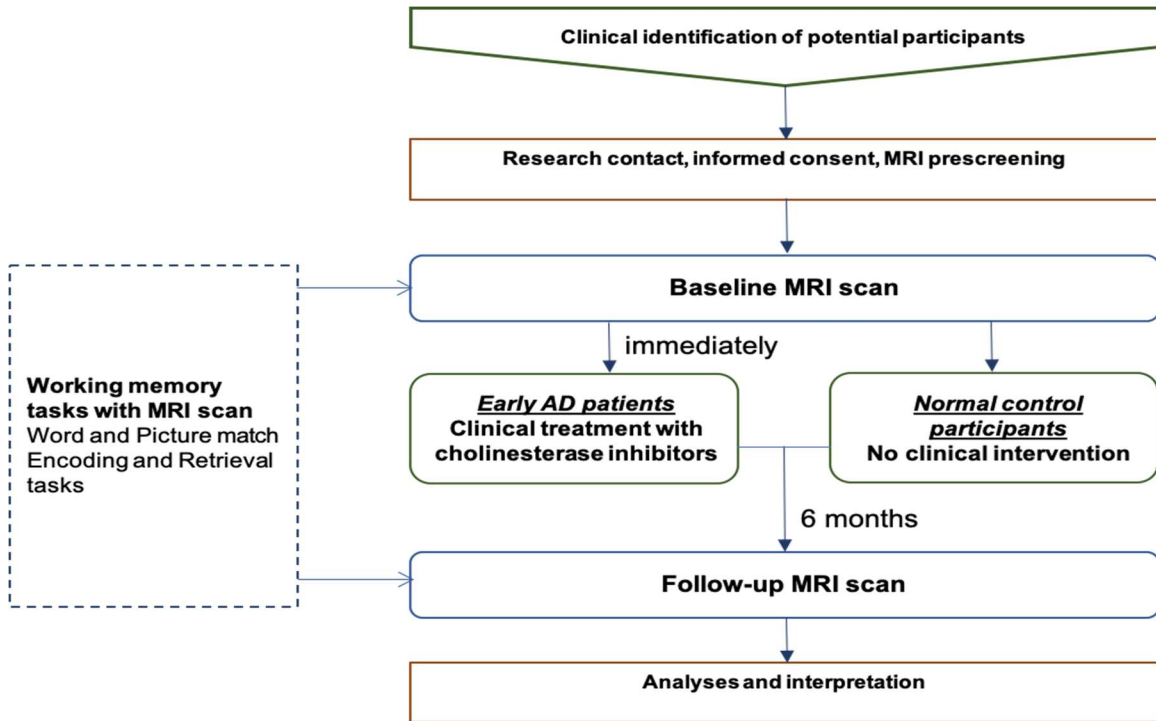 Clinical identification of potential participants
Research contact, informed consent, MRI prescreening
Baseline MRI scan
immediately
Working memory
tasks with MRI scan
Word and Picture match
Encoding and Retrieval
tasks
Early AD patients
Clinical treatment with
cholinesterase inhibitors
Normal control
participants
No clinical intervention
6 months
Follow-up MRI scan
Analyses and interpretation